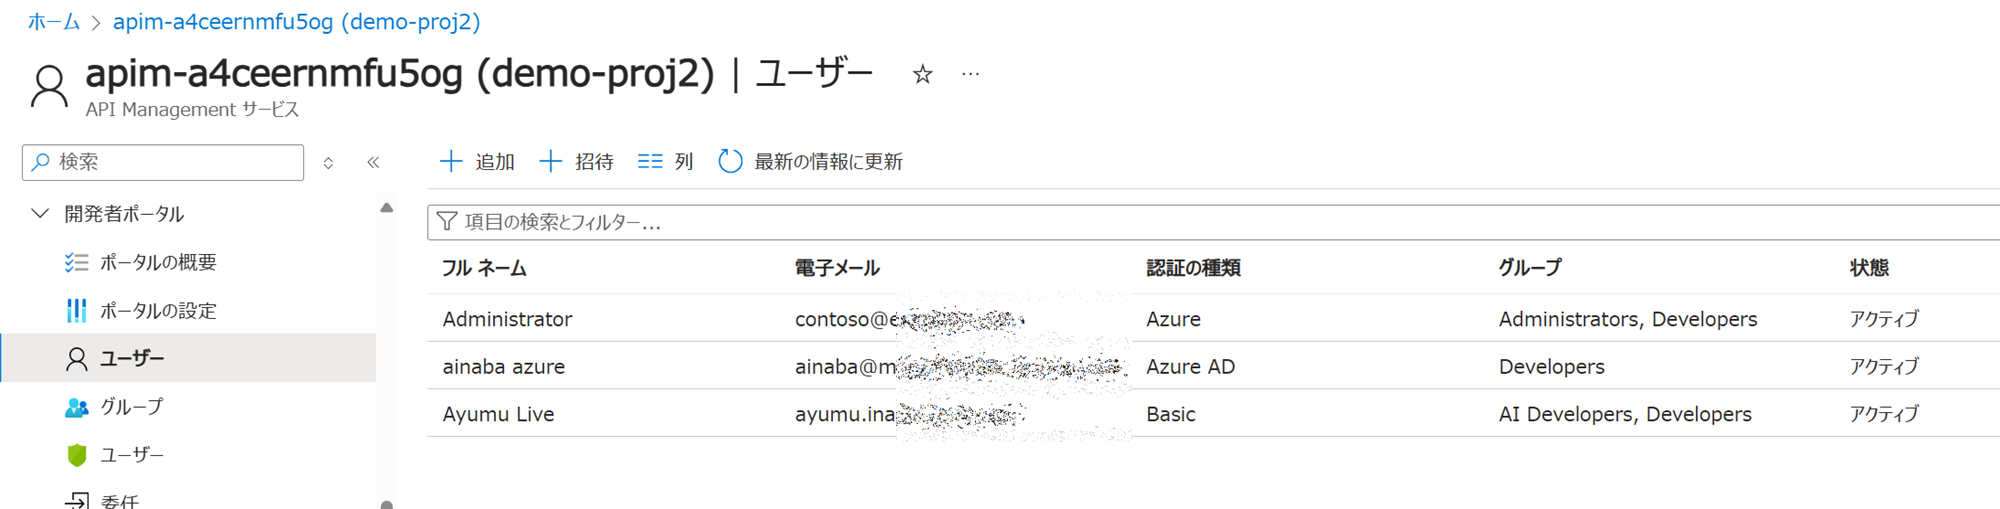 ホーム > apim-a4ceernmfu5og (demo-proj2)
apim-a4ceernmfu5og (demo-proj2) | ユーザー ☆ …
API Management サービス
検索
追加 招待 列 最新の情報に更新
開発者ポータル
ポータルの概要
ポータルの設定
ユーザー
グループ
ユーザー
委任
項目の検索とフィルター...
フル ネーム 電子メール 認証の種類 グループ 状態
Administrator contoso@ Azure Administrators, Developers アクティブ
ainaba azure ainaba@m Azure AD Developers アクティブ
Ayumu Live ayumu.ina Basic AI Developers, Developers アクティブ